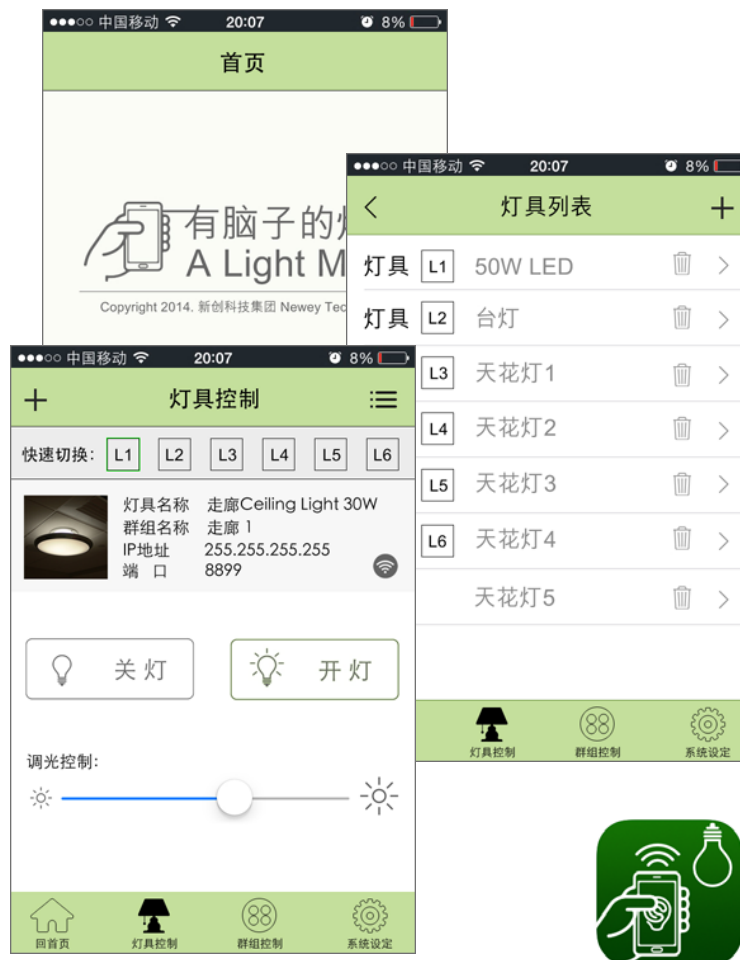 中国移动 20:07 8%
首页
有脑子的
A Light M
Copyright 2014. 新创科技集团 Newey Tec
中国移动 20:07 8%
灯具列表
灯具 L1 50W LED
灯具 L2 台灯
L3 天花灯1
L4 天花灯2
L5 天花灯3
L6 天花灯4
天花灯5
灯具控制 群组控制 系统设定
中国移动 20:07 8%
灯具控制
快速切换: L1 L2 L3 L4 L5 L6
灯具名称 走廊Ceiling Light 30W
群组名称 走廊 1
IP地址 255.255.255.255
端 口 8899
关 灯 开 灯
调光控制:
回首页 灯具控制 群组控制 系统设定